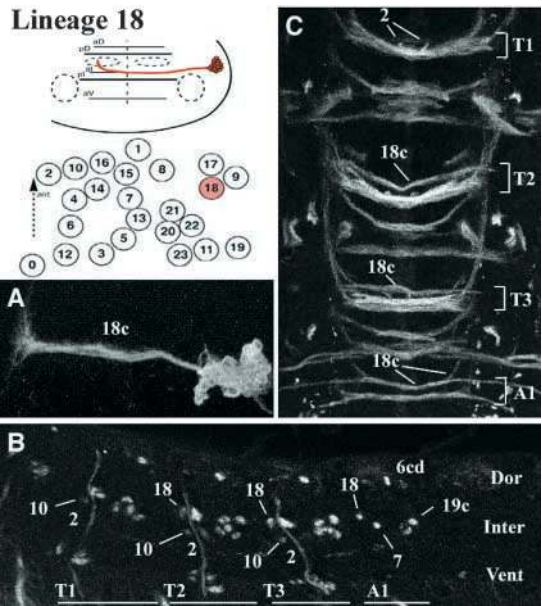 Lineage 18
aD
pD
aI
pI
aV
1
2 10 16 15 8 17 9
4 14 7 18
6 13 21 22
5 20
0 12 3 23 11 19
ant.
A
18c
C
2
T1
18c
T2
18c
T3
18c
A1
B
6cd
Dor
18 18 18 19c
10 2 10 2 10 2 7
Inter
Vent
T1 T2 T3 A1